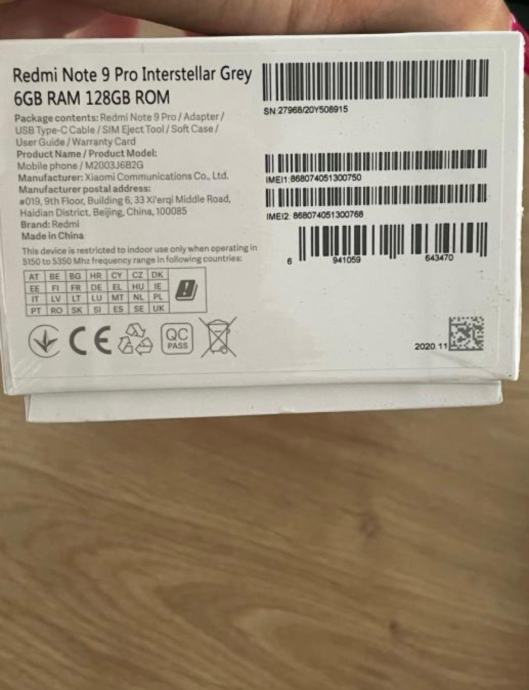 Redmi Note 9 Pro Interstellar Grey
6GB RAM 128GB ROM
Package contents: Redmi Note 9 Pro / Adapter /
USB Type-C Cable / SIM Eject Tool / Soft Case /
User Guide / Warranty Card
Product Name / Product Model:
Mobile phone / M2003J6B2G
Manufacturer: Xiaomi Communications Co., Ltd.
Manufacturer postal address:
#019, 9th Floor, Building 6, 33 Xi'erqi Middle Road,
Haidian District, Beijing, China, 100085
Brand: Redmi
Made in China
This device is restricted to indoor use only when operating in
5150 to 5350 Mhz frequency range in following countries:
AT BE BG HR CY CZ DK
EE FI FR DE EL HU IE
IT LV LT LU MT NL PL
PT RO SK SI ES SE UK
CE
QC
PASS
SN:27968/20Y508915
IMEI1:868074051300750
IMEI2: 868074051300768
6 941059 643470
2020.11